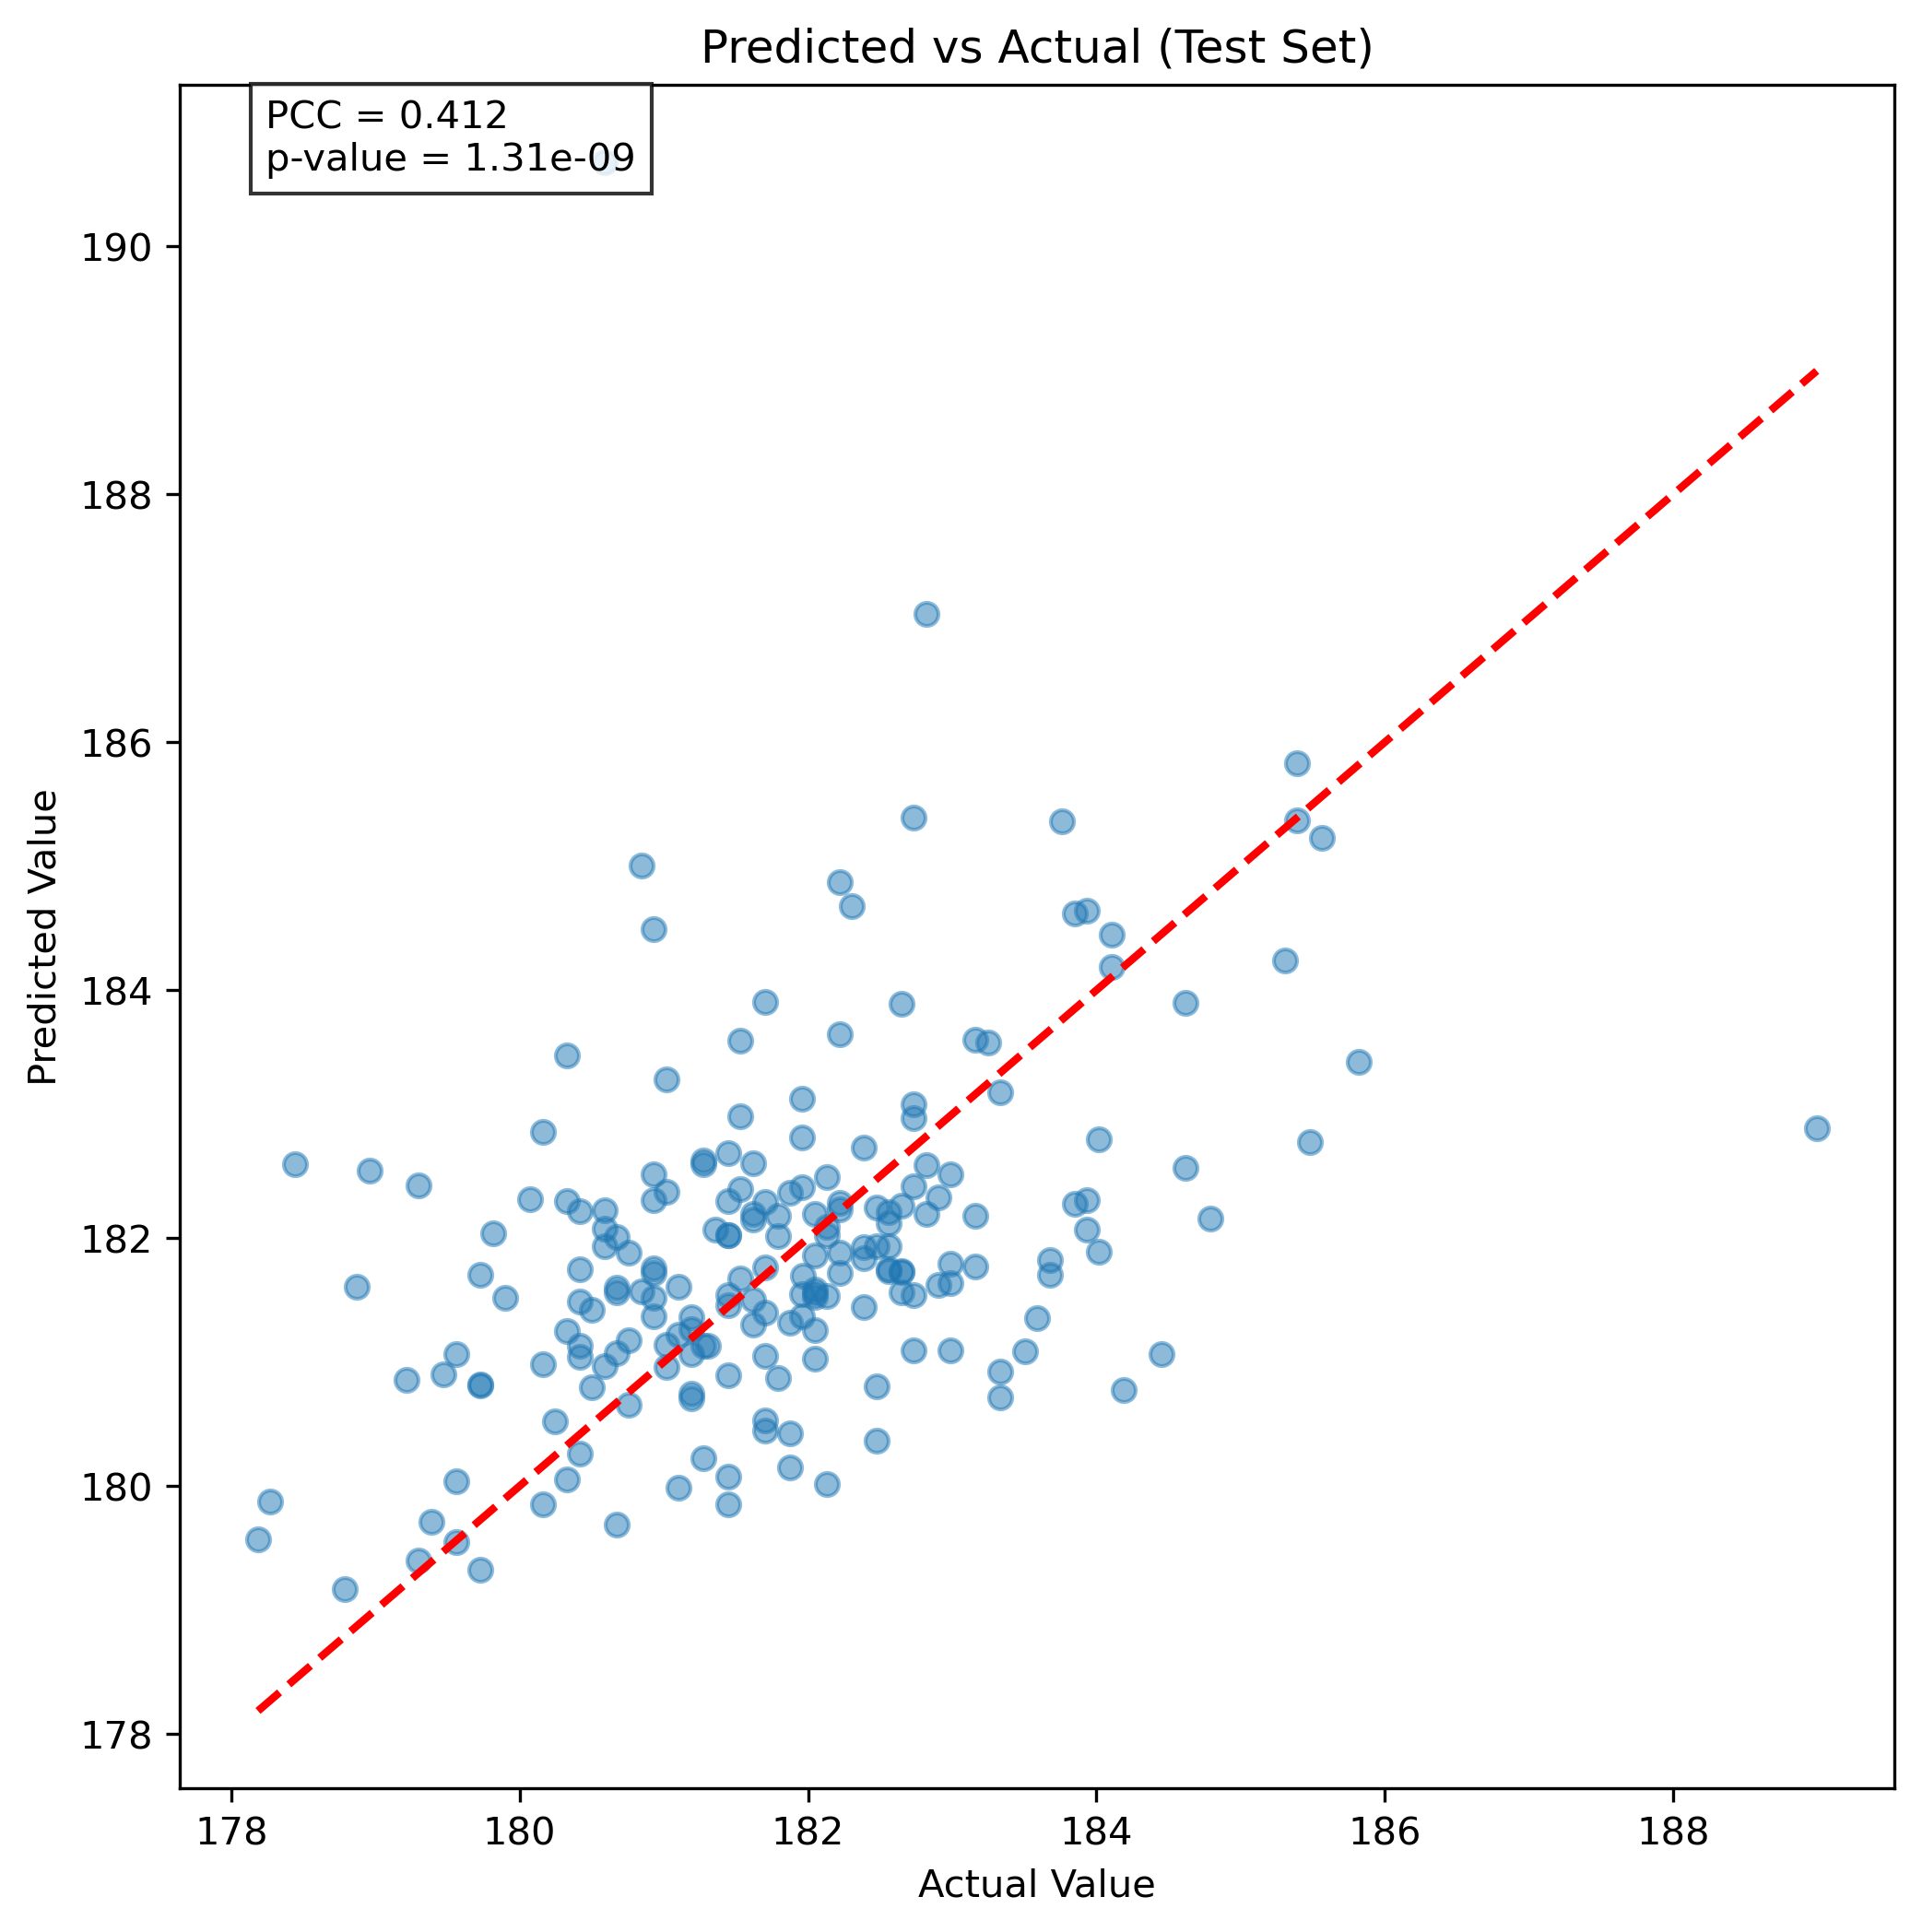 Predicted vs Actual (Test Set)
PCC = 0.412
p-value = 1.31e-09
190
188
186
184
182
180
178
Predicted Value
178
180
182
184
186
188
Actual Value